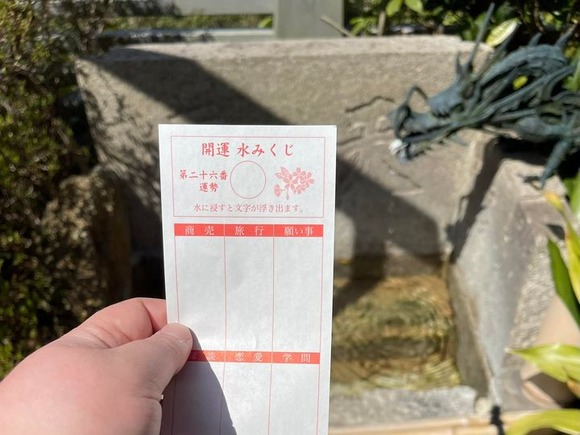 開運 水みくじ
第二十六番
運勢
水に浸すと文字が浮き出ます。
商売 旅行 願い事
談 恋愛 学問